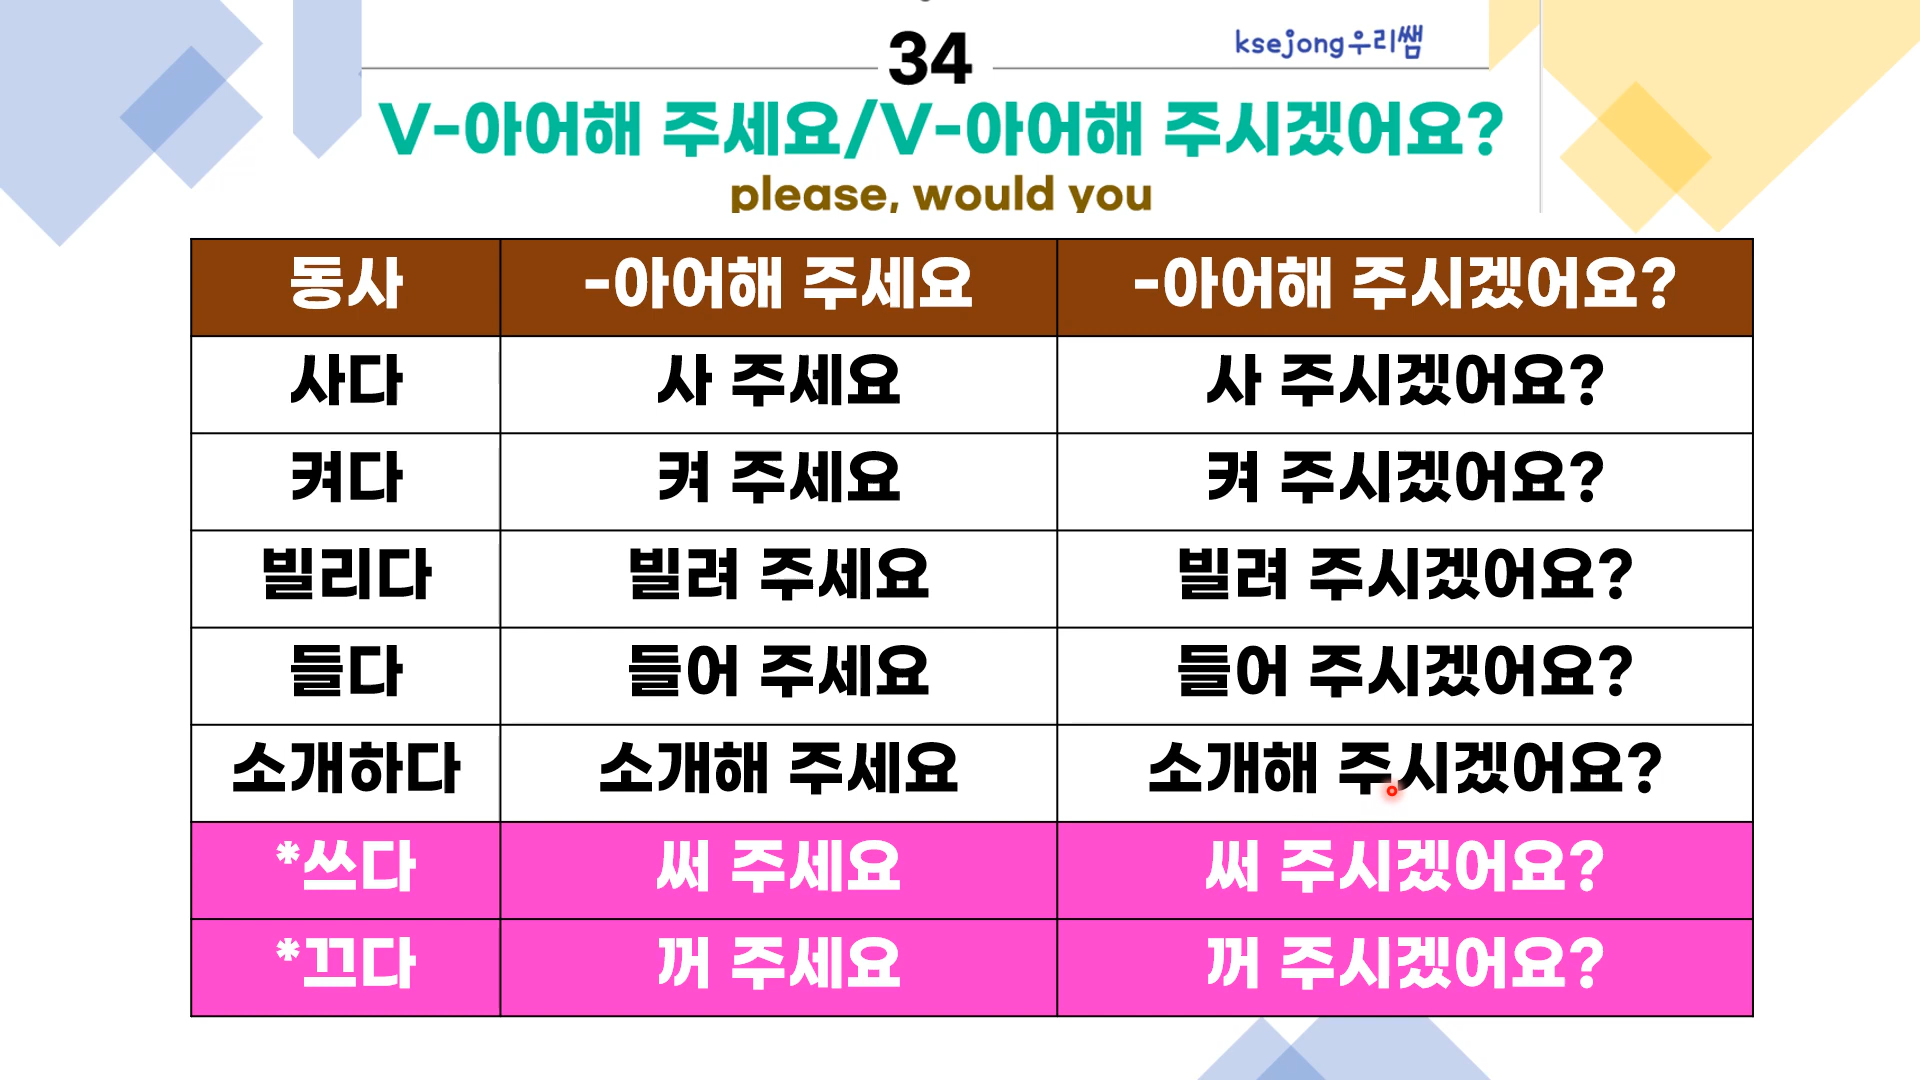 34
ksejong우리쌤
V-아어해 주세요/V-아어해 주시겠어요?
please, would you
동사 -아어해 주세요 -아어해 주시겠어요?
사다 사 주세요 사 주시겠어요?
켜다 켜 주세요 켜 주시겠어요?
빌리다 빌려 주세요 빌려 주시겠어요?
들다 들어 주세요 들어 주시겠어요?
소개하다 소개해 주세요 소개해 주시겠어요?
*쓰다 써 주세요 써 주시겠어요?
*끄다 꺼 주세요 꺼 주시겠어요?